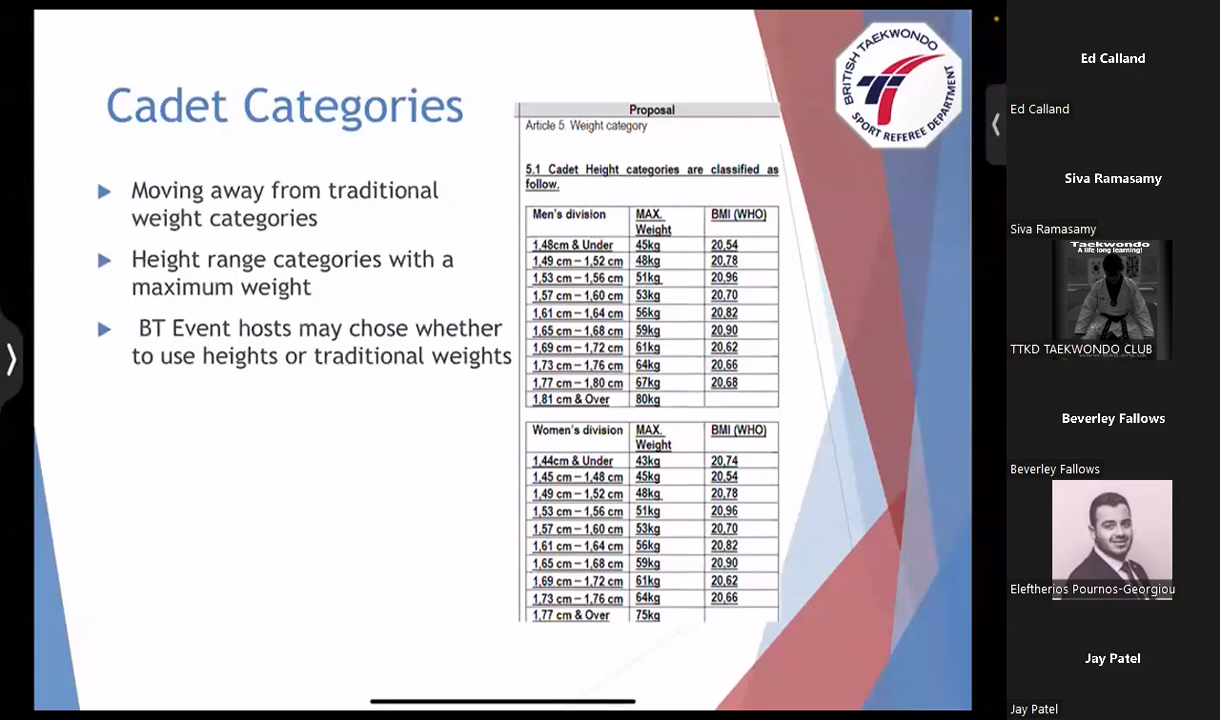 Cadet Categories
Moving away from traditional
weight categories
Height range categories with a
maximum weight
BT Event hosts may chose whether
to use heights or traditional weights
Proposal
Article 5. Weight category
5.1 Cadet Height categories are classified as
follow.
Men's division MAX. Weight BMI (WHO)
1,48cm & Under 45kg 20,54
1,49 cm – 1,52 cm 48kg 20,78
1,53 cm – 1,56 cm 51kg 20,96
1,57 cm – 1,60 cm 53kg 20,70
1,61 cm – 1,64 cm 56kg 20,82
1,65 cm – 1,68 cm 59kg 20,90
1,69 cm – 1,72 cm 61kg 20,62
1,73 cm – 1,76 cm 64kg 20,66
1,77 cm – 1,80 cm 67kg 20,68
1,81 cm & Over 80kg
Women's division MAX. Weight BMI (WHO)
1,44cm & Under 43kg 20,74
1,45 cm – 1,48 cm 45kg 20,54
1,49 cm – 1,52 cm 48kg 20,78
1,53 cm – 1,56 cm 51kg 20,96
1,57 cm – 1,60 cm 53kg 20,70
1,61 cm – 1,64 cm 56kg 20,82
1,65 cm – 1,68 cm 59kg 20,90
1,69 cm – 1,72 cm 61kg 20,62
1,73 cm – 1,76 cm 64kg 20,66
1,77 cm & Over 75kg
BRITISH TAEKWONDO
SPORT REFEREE DEPARTMENT
Ed Calland
Ed Calland
Siva Ramasamy
Siva Ramasamy
Taekwondo
A life long learning!
TTKD TAEKWONDO CLUB
Beverley Fallows
Beverley Fallows
Eleftherios Pournos-Georgiou
Jay Patel
Jay Patel